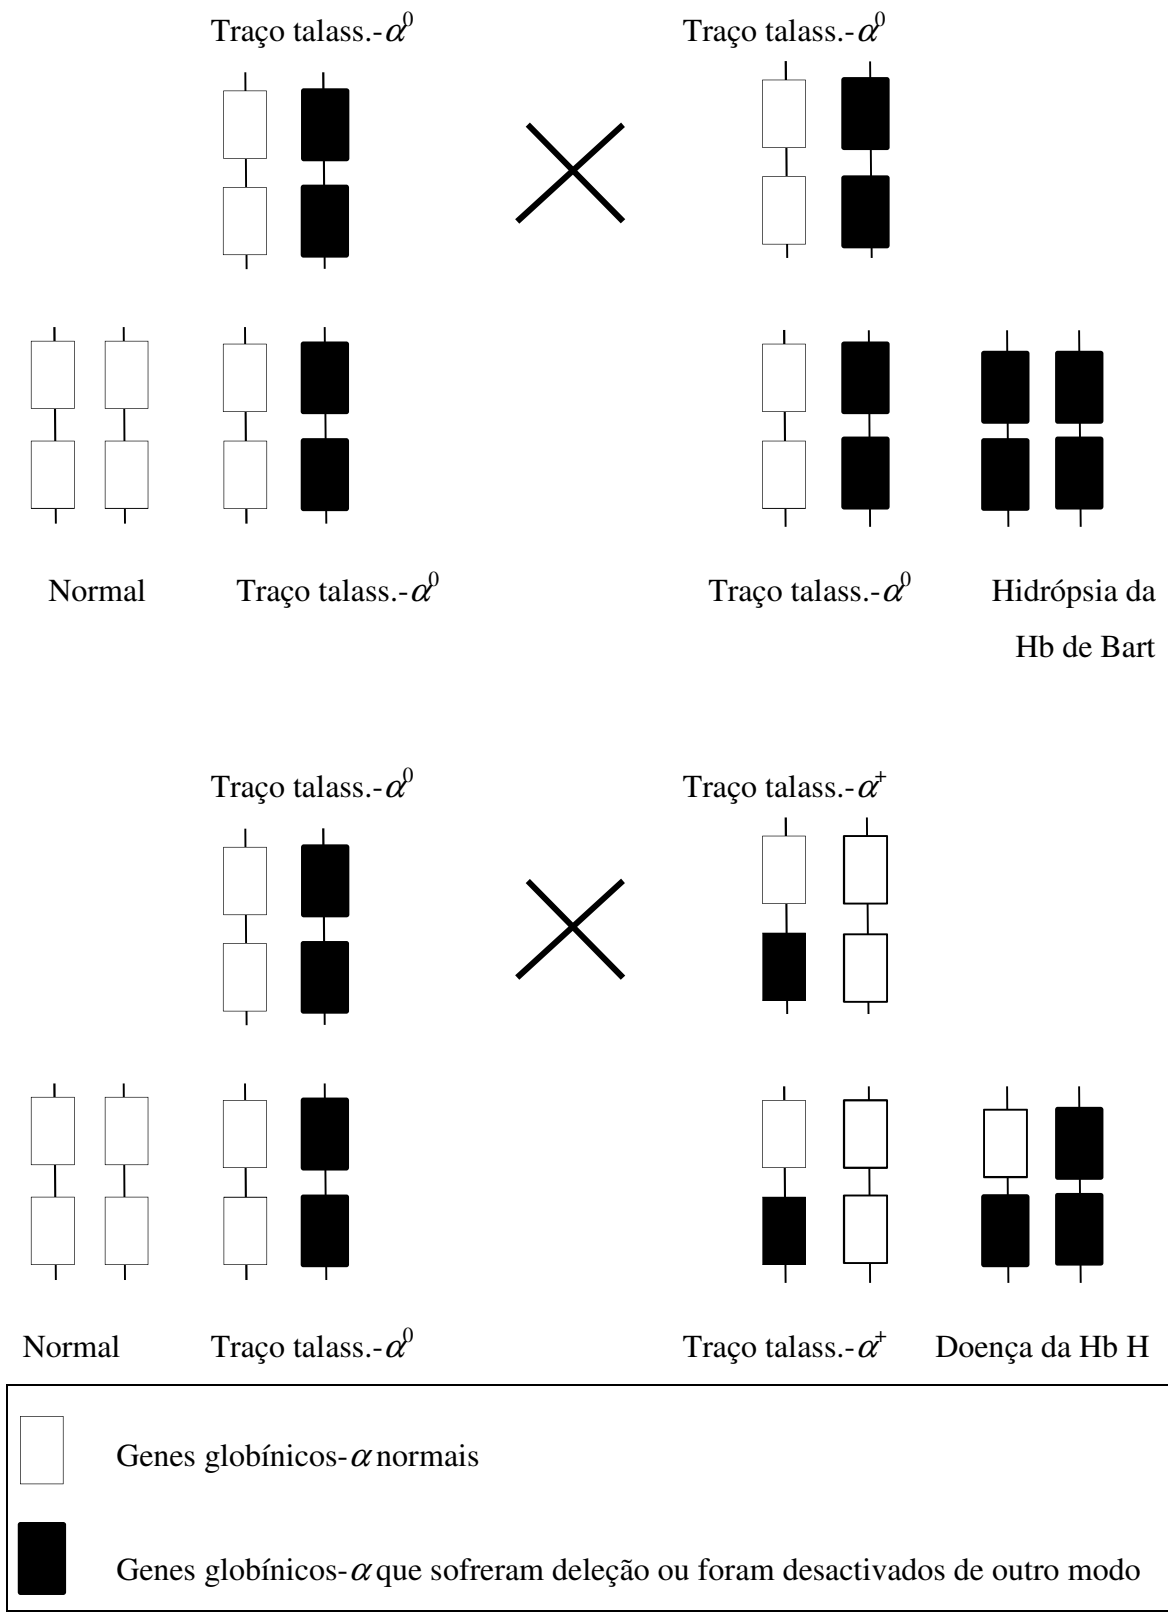 Traço talass.-α⁰ Traço talass.-α⁰
Normal Traço talass.-α⁰ Traço talass.-α⁰ Hidrópsia da
Hb de Bart
Traço talass.-α⁰ Traço talass.-α⁺
Normal Traço talass.-α⁰ Traço talass.-α⁺ Doença da Hb H
Genes globínicos-α normais
Genes globínicos-α que sofreram deleção ou foram desactivados de outro modo